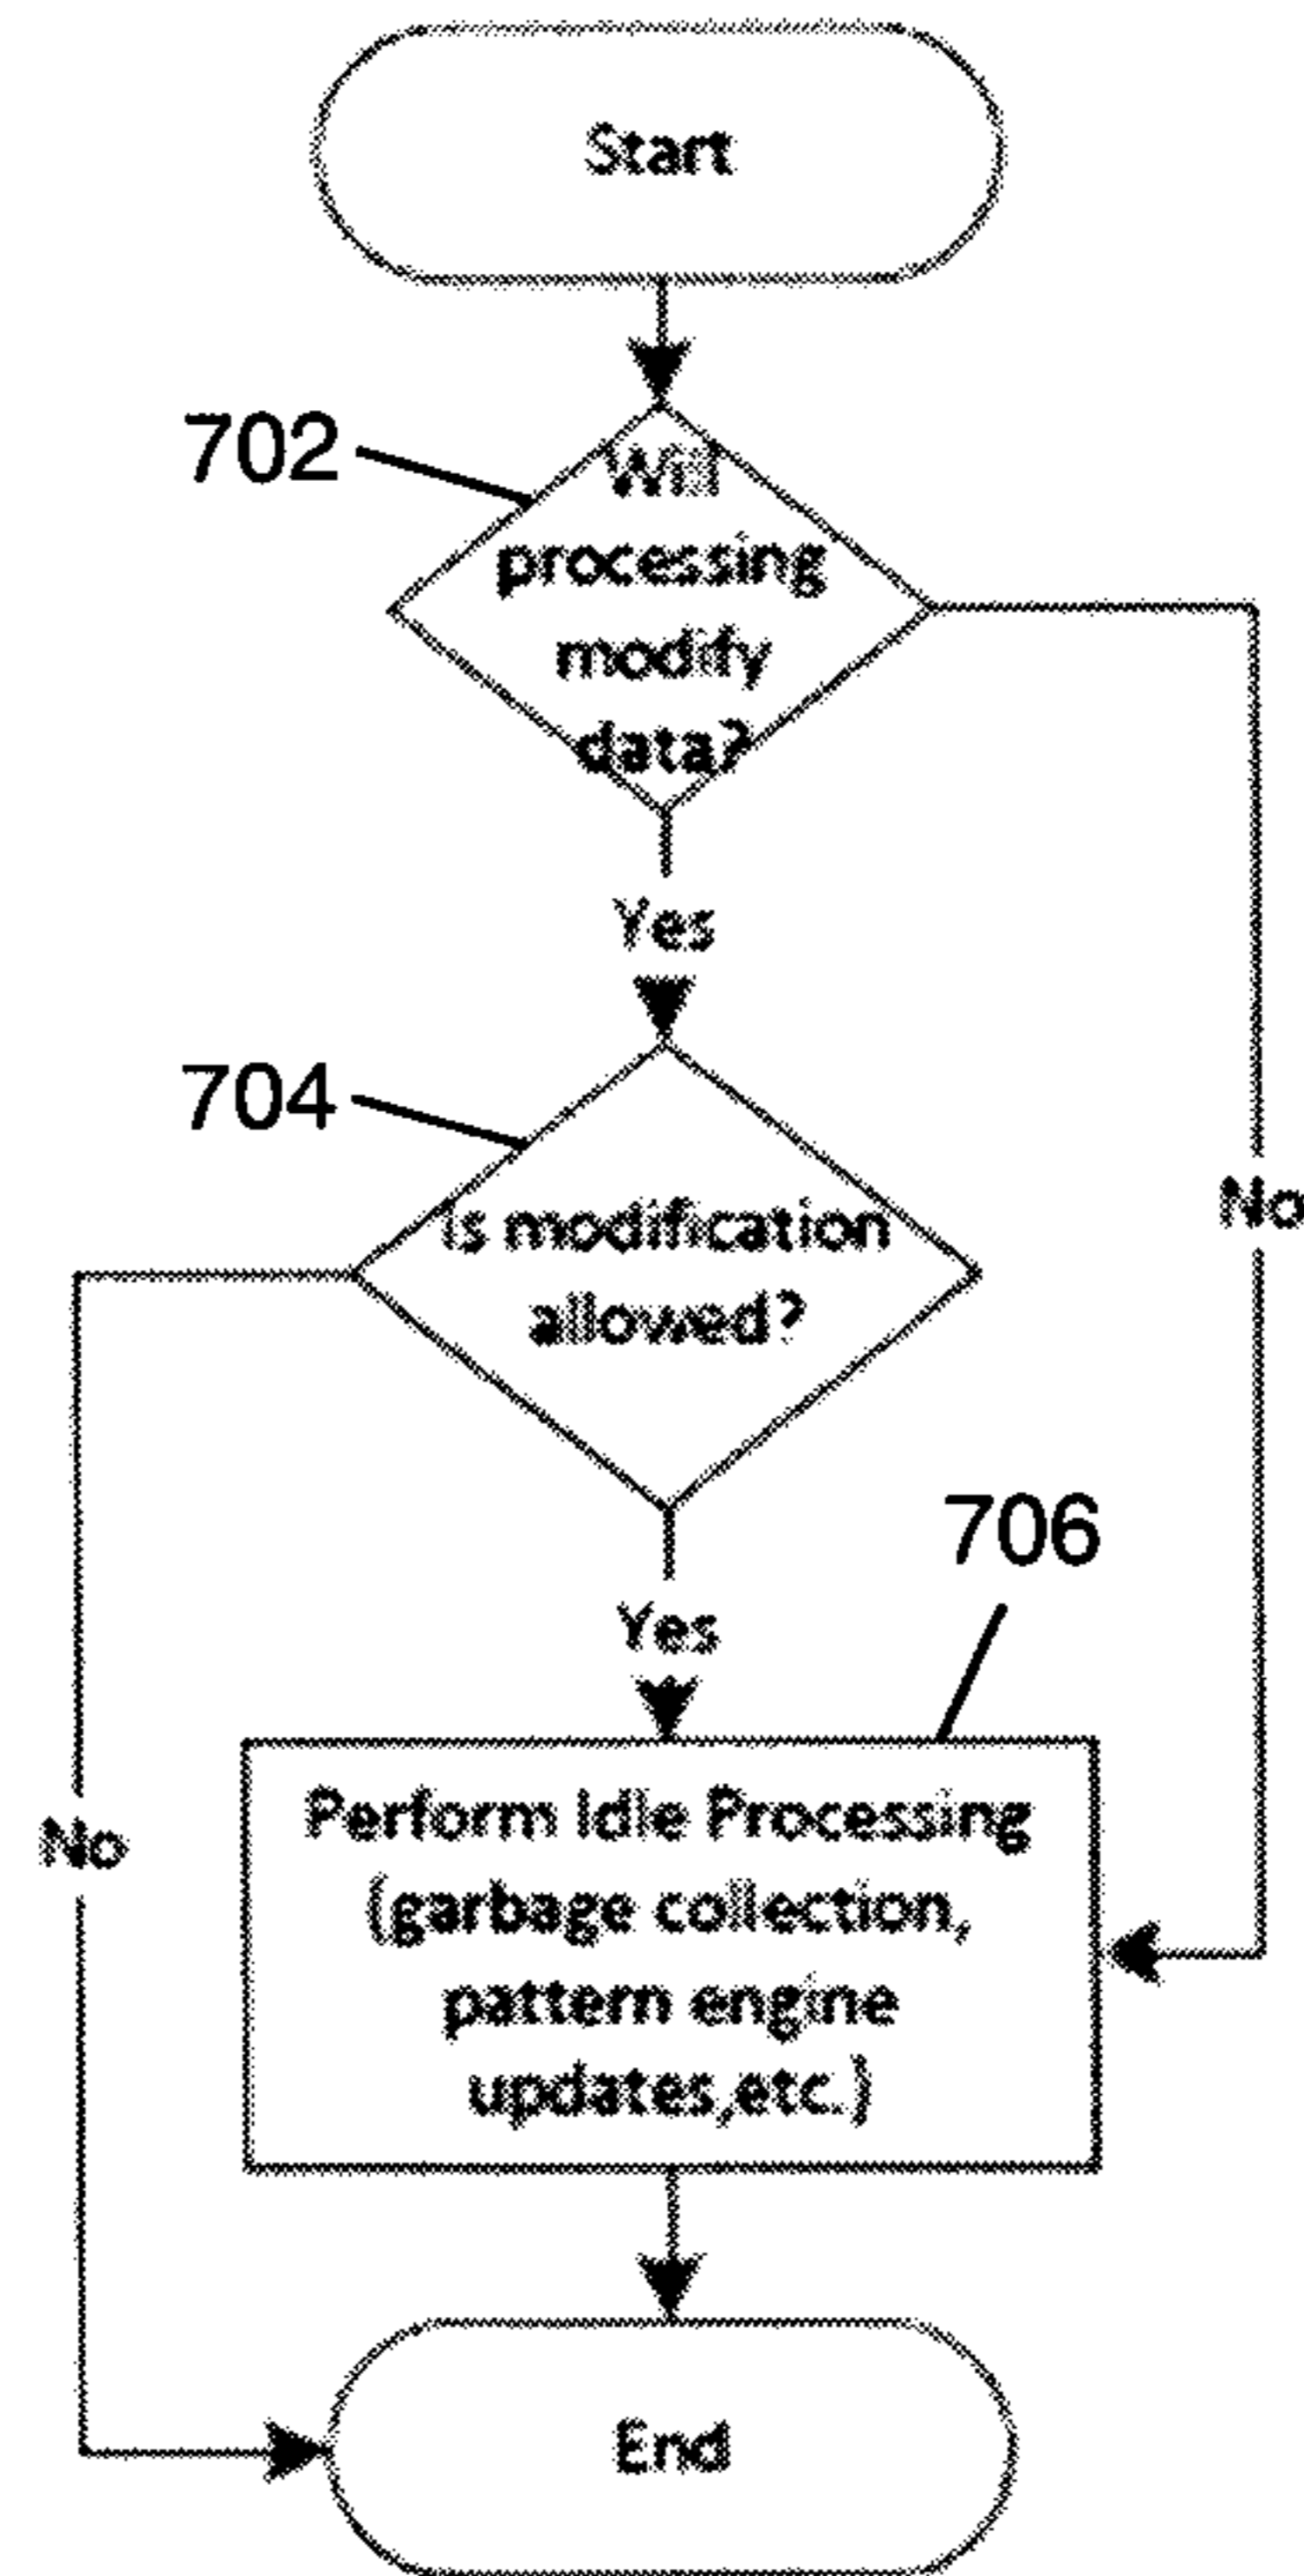 Start
702
Will
processing
modify
data?
Yes
704
Is modification
allowed?
No
706
Yes
Perform Idle Processing
(garbage collection,
pattern engine
updates,etc.)
No
End